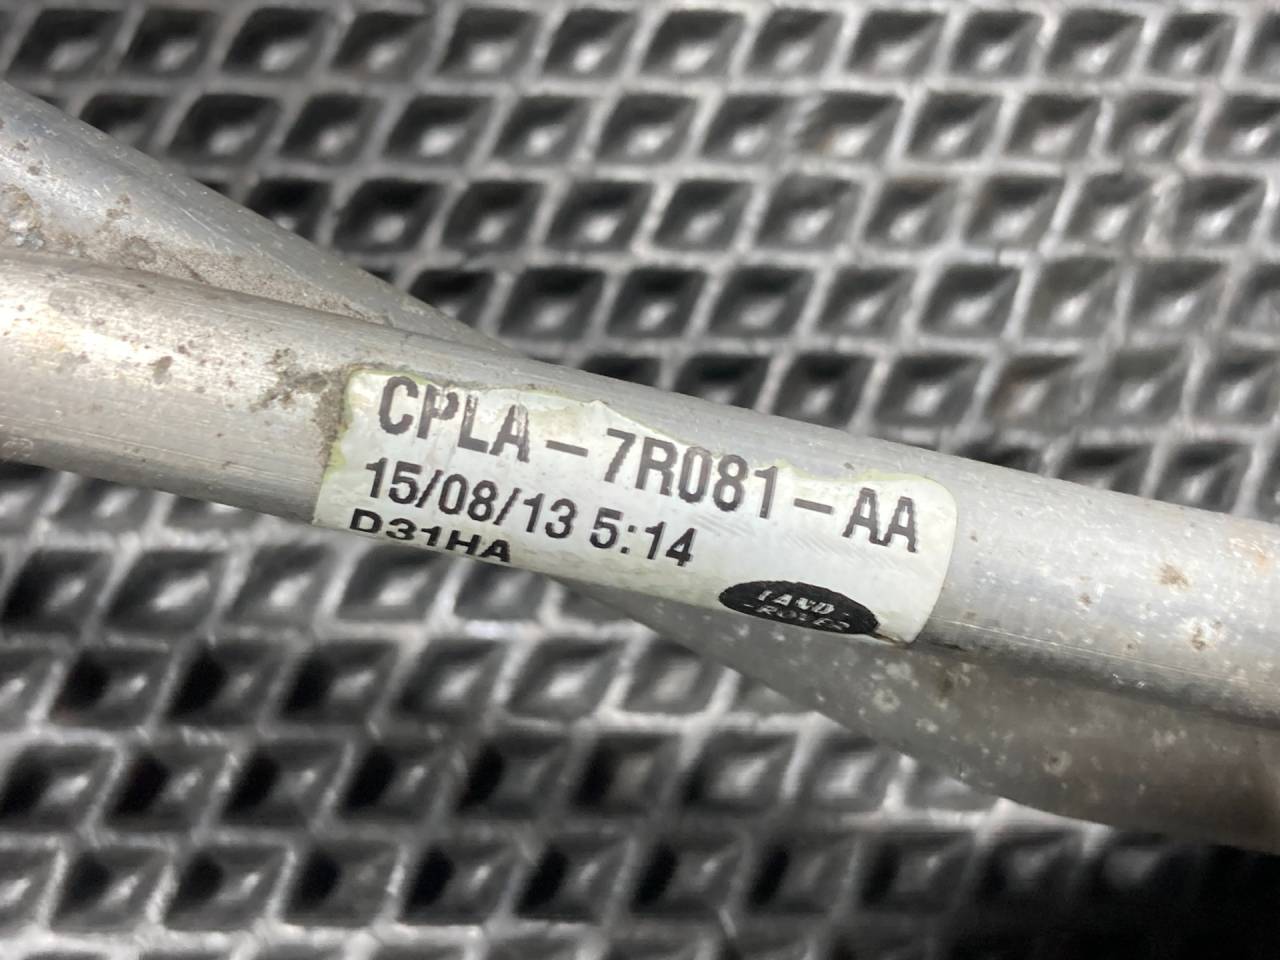 CPLA-7R081-AA
15/08/13 5:14
D31HA
LAND-
-ROVER